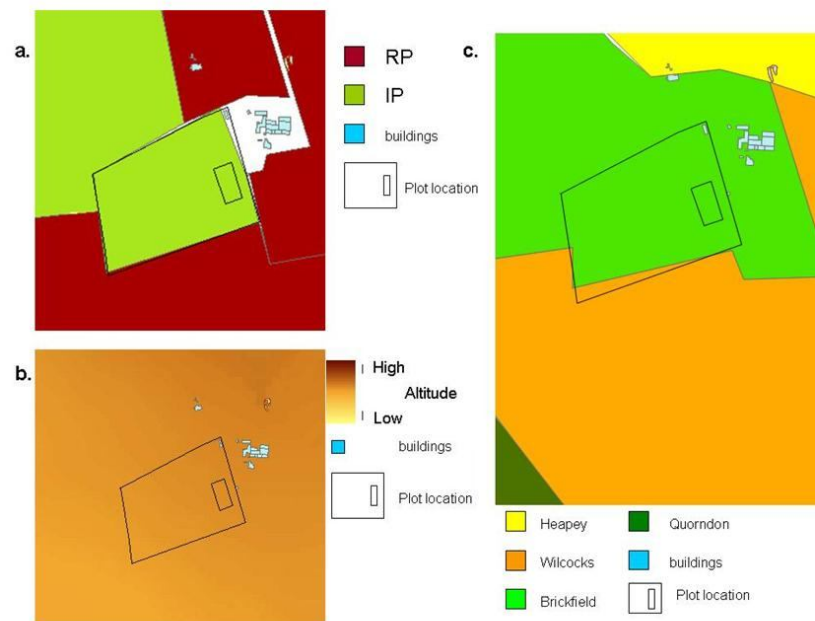 a.
RP
IP
buildings
Plot location
b.
High
Altitude
Low
buildings
Plot location
c.
Heapey
Quorndon
Wilcocks
buildings
Brickfield
Plot location